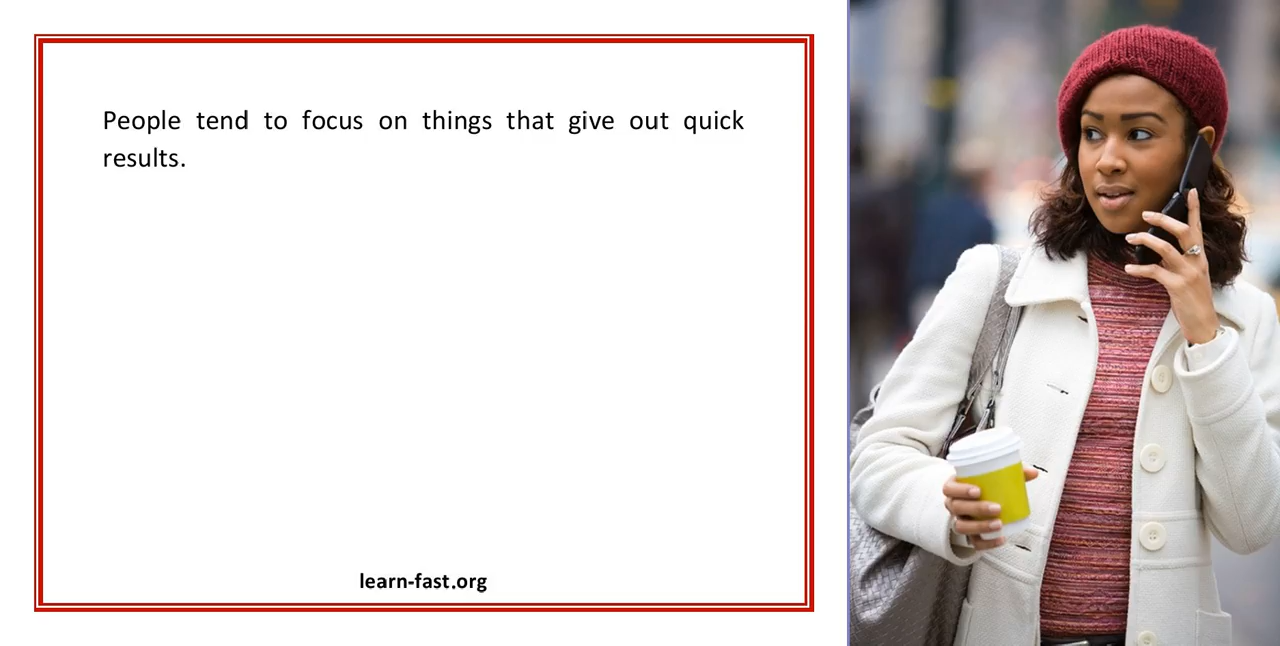 People tend to focus on things that give out quick
results.
learn-fast.org